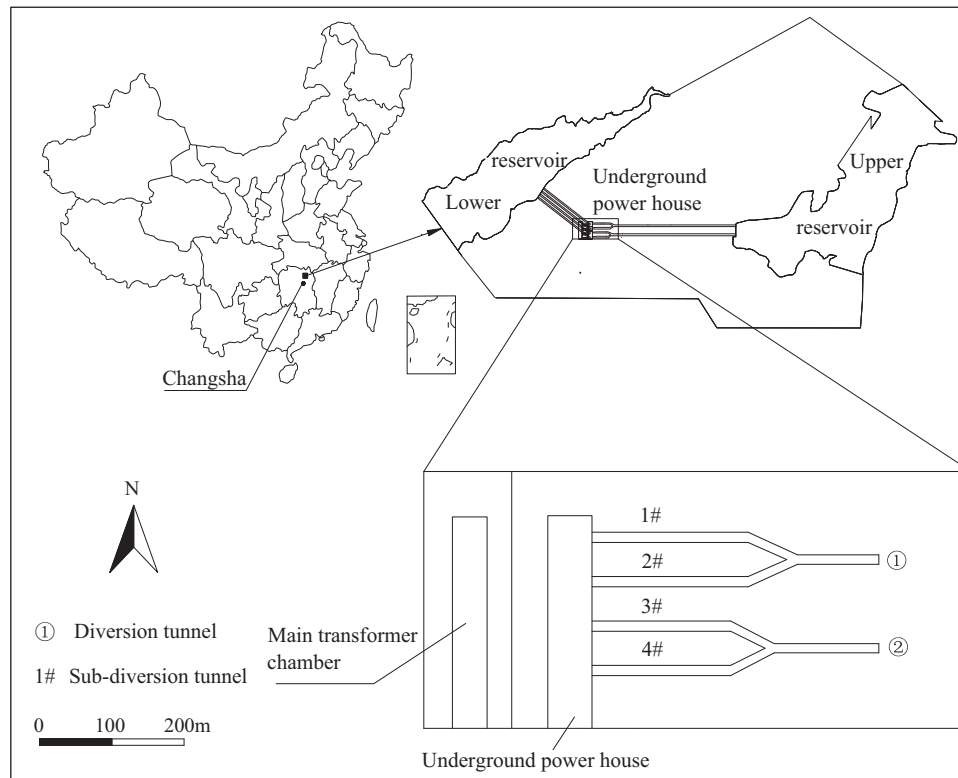 reservoir
Lower
Underground
power house
Upper
reservoir
Changsha
N
① Diversion tunnel
1# Sub-diversion tunnel
0 100 200m
Main transformer
chamber
1#
2#
①
3#
4#
②
Underground power house